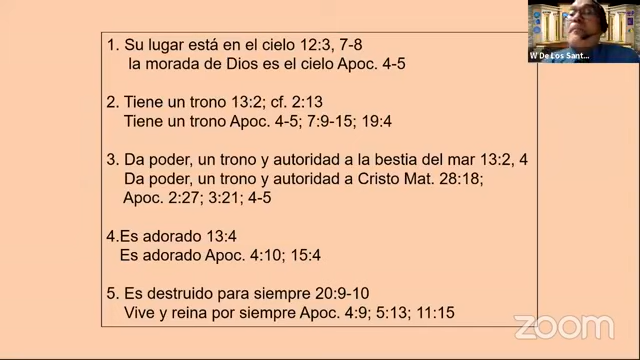 1. Su lugar está en el cielo 12:3, 7-8
la morada de Dios es el cielo Apoc. 4-5
2. Tiene un trono 13:2; cf. 2:13
Tiene un trono Apoc. 4-5; 7:9-15; 19:4
3. Da poder, un trono y autoridad a la bestia del mar 13:2, 4
Da poder, un trono y autoridad a Cristo Mat. 28:18;
Apoc. 2:27; 3:21; 4-5
4.Es adorado 13:4
Es adorado Apoc. 4:10; 15:4
5. Es destruido para siempre 20:9-10
Vive y reina por siempre Apoc. 4:9; 5:13; 11:15
W De Los Sant...
zoom